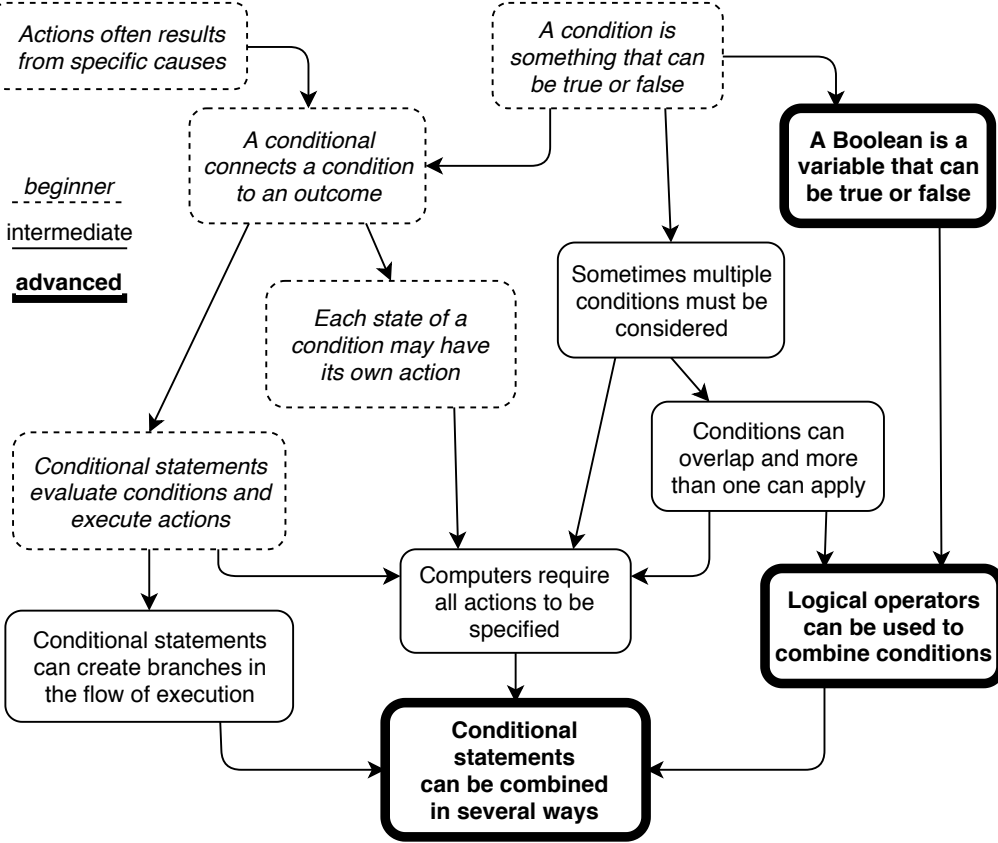 Actions often results
from specific causes
A condition is
something that can
be true or false
A conditional
connects a condition
to an outcome
A Boolean is a
variable that can
be true or false
beginner
intermediate
advanced
Sometimes multiple
conditions must be
considered
Each state of a
condition may have
its own action
Conditions can
overlap and more
than one can apply
Conditional statements
evaluate conditions and
execute actions
Computers require
all actions to be
specified
Logical operators
can be used to
combine conditions
Conditional statements
can create branches in
the flow of execution
Conditional
statements
can be combined
in several ways